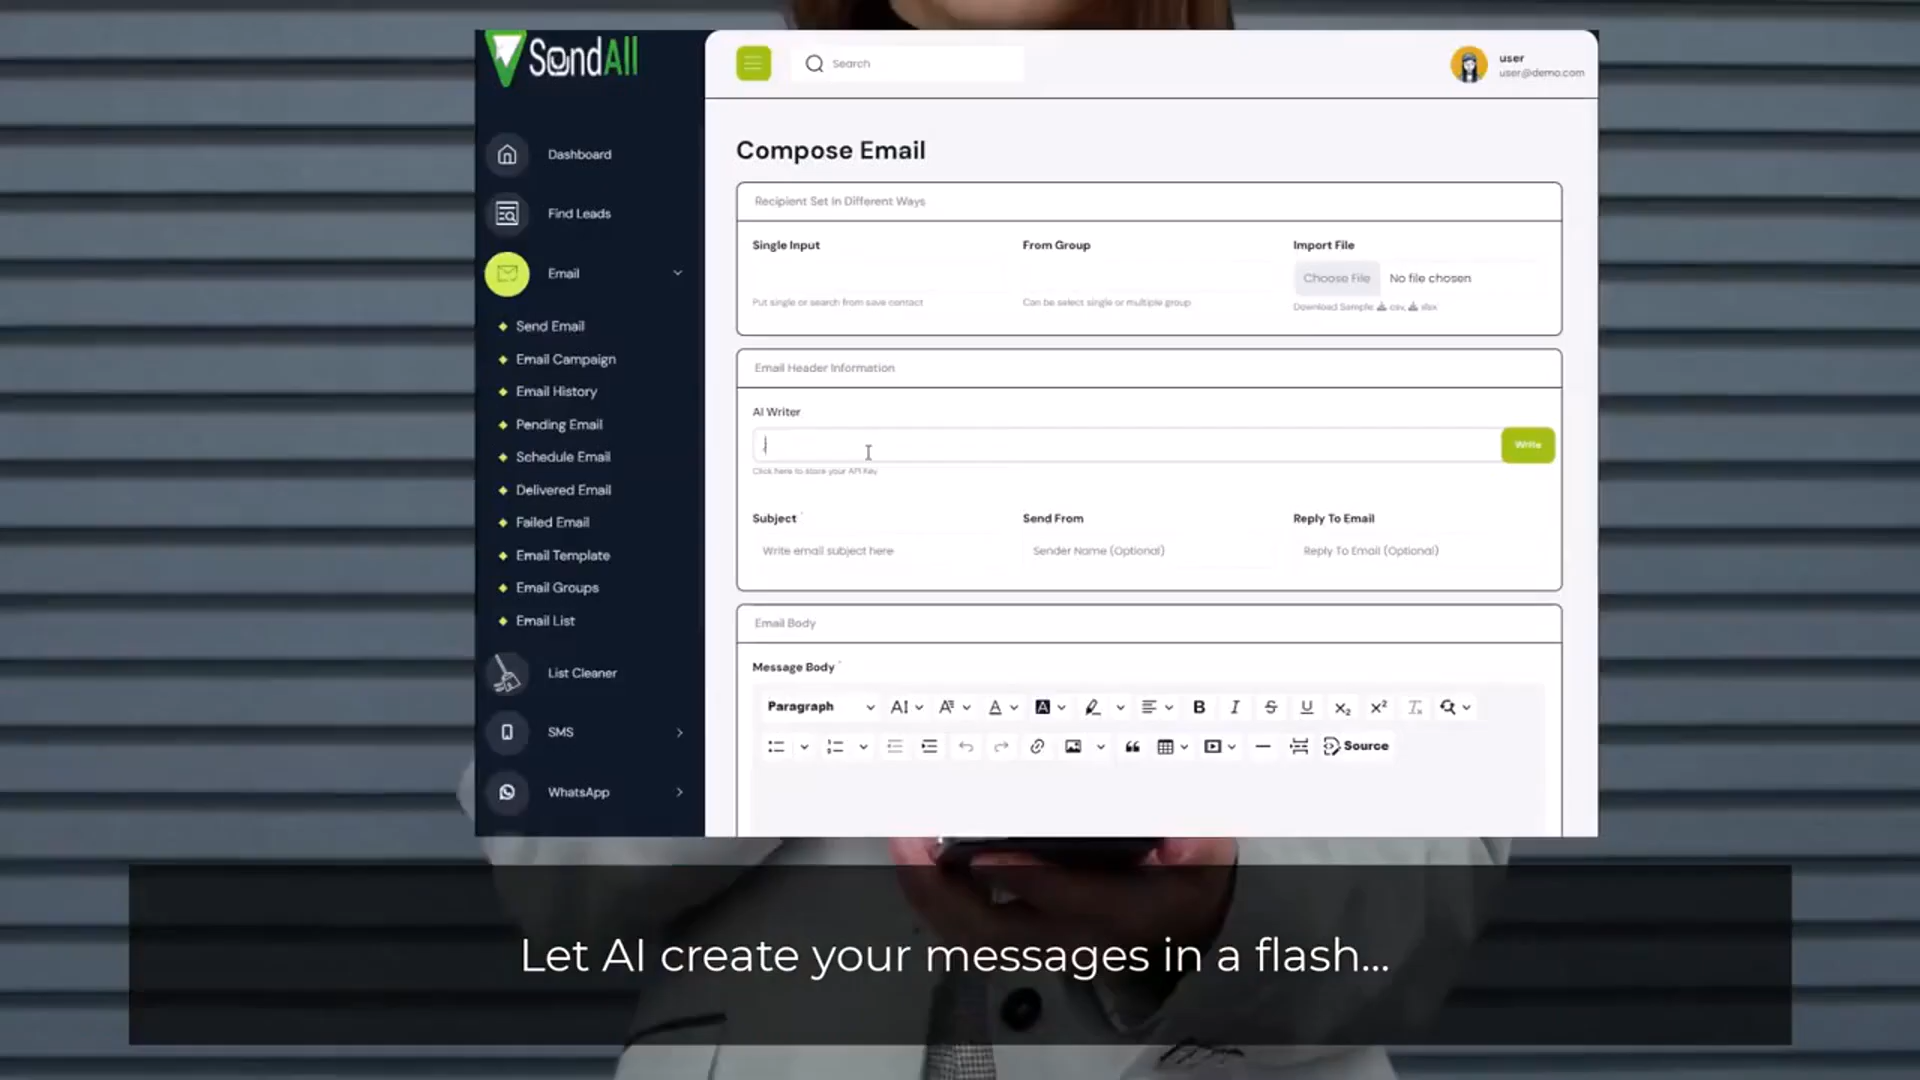 SendAll
Search
user
user@demo.com
Dashboard
Find Leads
Email
Send Email
Email Campaign
Email History
Pending Email
Schedule Email
Delivered Email
Failed Email
Email Template
Email Groups
Email List
List Cleaner
SMS
WhatsApp
Compose Email
Recipient Set In Different Ways
Single Input From Group Import File
Choose File No file chosen
Put single or search from save contact Can be select single or multiple group Download Sample csv, xlsx
Email Header Information
AI Writer
Write
Click here to store your API Key
Subject * Send From Reply To Email
Write email subject here Sender Name (Optional) Reply To Email (Optional)
Email Body
Message Body *
Paragraph
Source
Let AI create your messages in a flash...